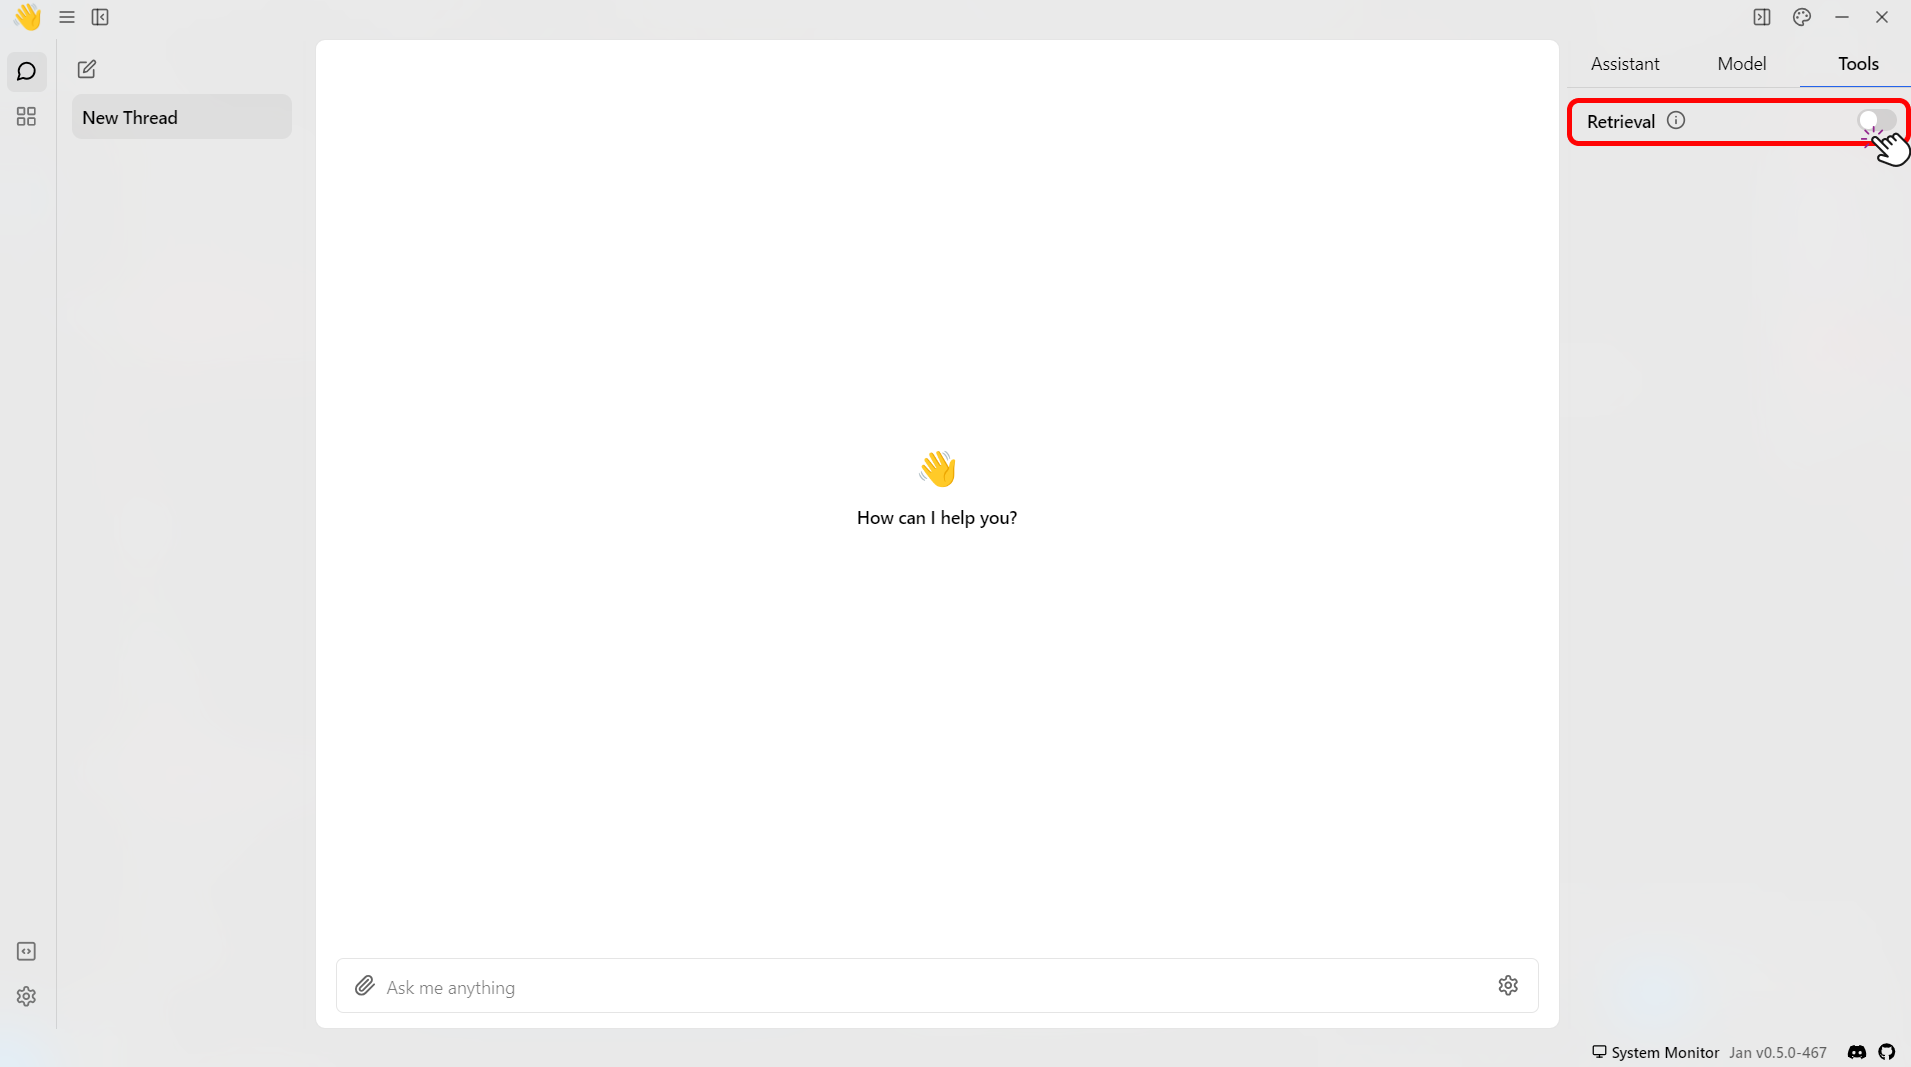 Assistant Model Tools
New Thread
Retrieval
How can I help you?
Ask me anything
System Monitor Jan v0.5.0-467